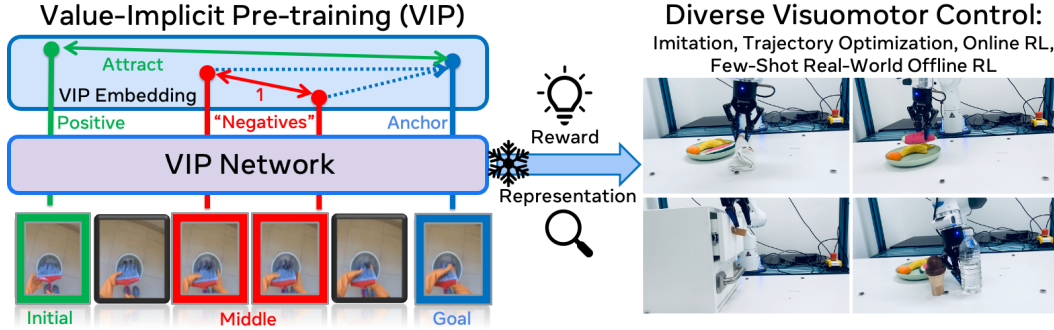 Value-Implicit Pre-training (VIP)
Attract
VIP Embedding
1
Positive
“Negatives”
Anchor
VIP Network
Initial
Middle
Goal
Reward
Representation
Diverse Visuomotor Control:
Imitation, Trajectory Optimization, Online RL,
Few-Shot Real-World Offline RL